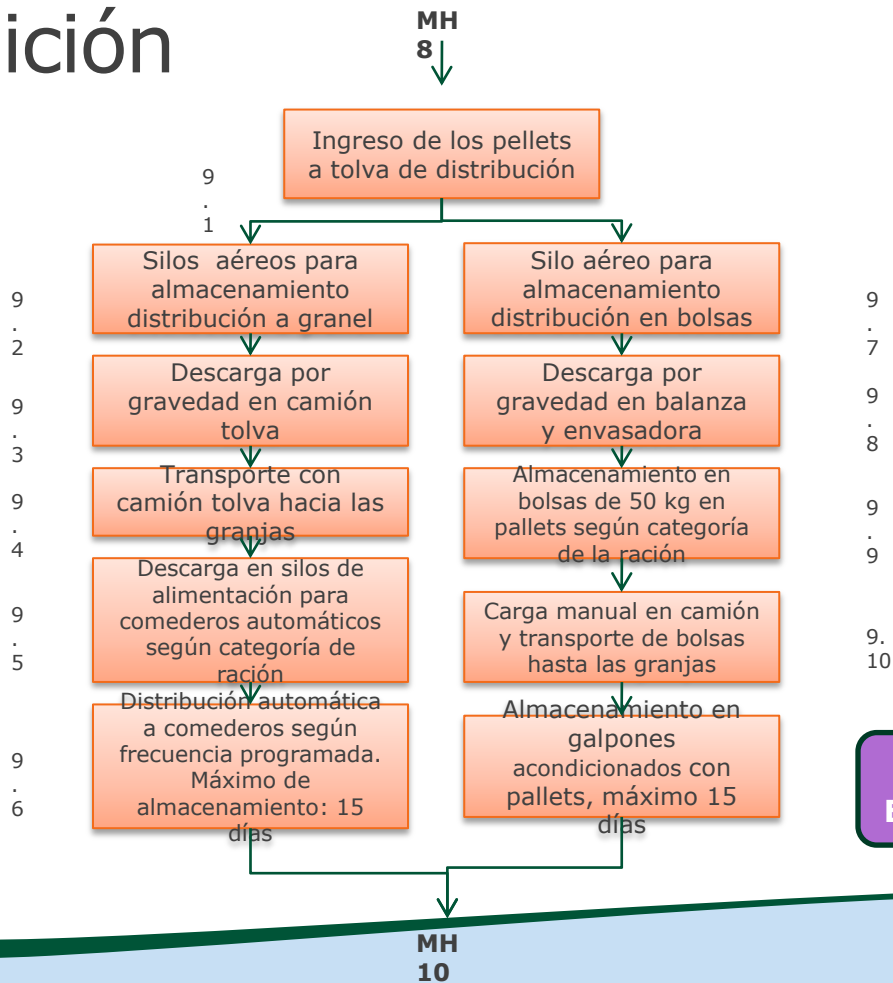 ición
MH
8
Ingreso de los pellets
a tolva de distribución
9
.
1
Silos aéreos para
almacenamiento
distribución a granel
Silo aéreo para
almacenamiento
distribución en bolsas
9
.
2
9
.
7
Descarga por
gravedad en camión
tolva
Descarga por
gravedad en balanza
y envasadora
9
.
3
9
.
8
Transporte con
camión tolva hacia las
granjas
Almacenamiento en
bolsas de 50 kg en
pallets según categoría
de la ración
9
.
4
9
.
9
Descarga en silos de
alimentación para
comederos automáticos
según categoría de
ración
Carga manual en camión
y transporte de bolsas
hasta las granjas
9
.
5
9.
10
Distribución automática
a comederos según
frecuencia programada.
Máximo de
almacenamiento: 15
días
Almacenamiento en
galpones
acondicionados con
pallets, máximo 15
días
9
.
6
MH
10